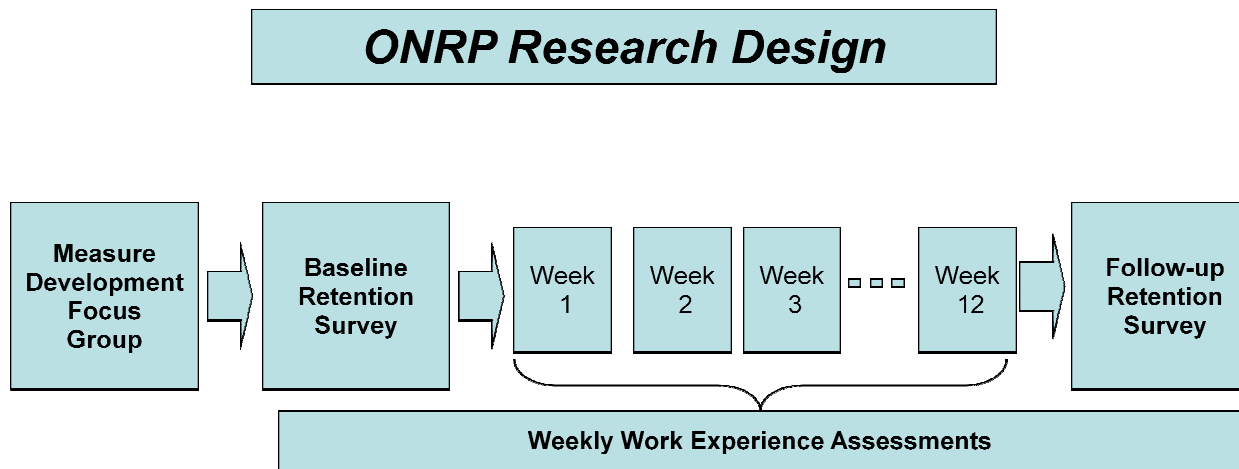 ONRP Research Design
Measure
Development
Focus
Group
Baseline
Retention
Survey
Week
1
Week
2
Week
3
Week
12
Follow-up
Retention
Survey
Weekly Work Experience Assessments